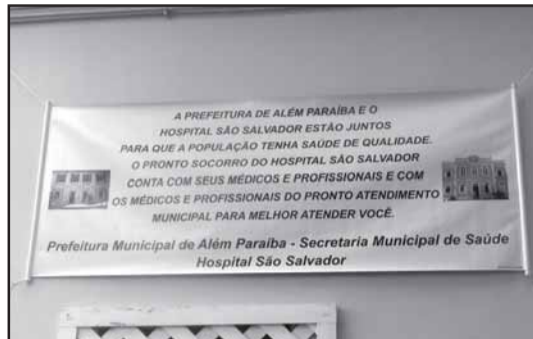 A PREFEITURA DE ALÉM PARAÍBA E O
HOSPITAL SÃO SALVADOR ESTÃO JUNTOS
PARA QUE A POPULAÇÃO TENHA SAÚDE DE QUALIDADE.
O PRONTO SOCORRO DO HOSPITAL SÃO SALVADOR
CONTA COM SEUS MÉDICOS E PROFISSIONAIS E COM
OS MÉDICOS E PROFISSIONAIS DO PRONTO ATENDIMENTO
MUNICIPAL PARA MELHOR ATENDER VOCÊ.
Prefeitura Municipal de Além Paraíba - Secretaria Municipal de Saúde
Hospital São Salvador